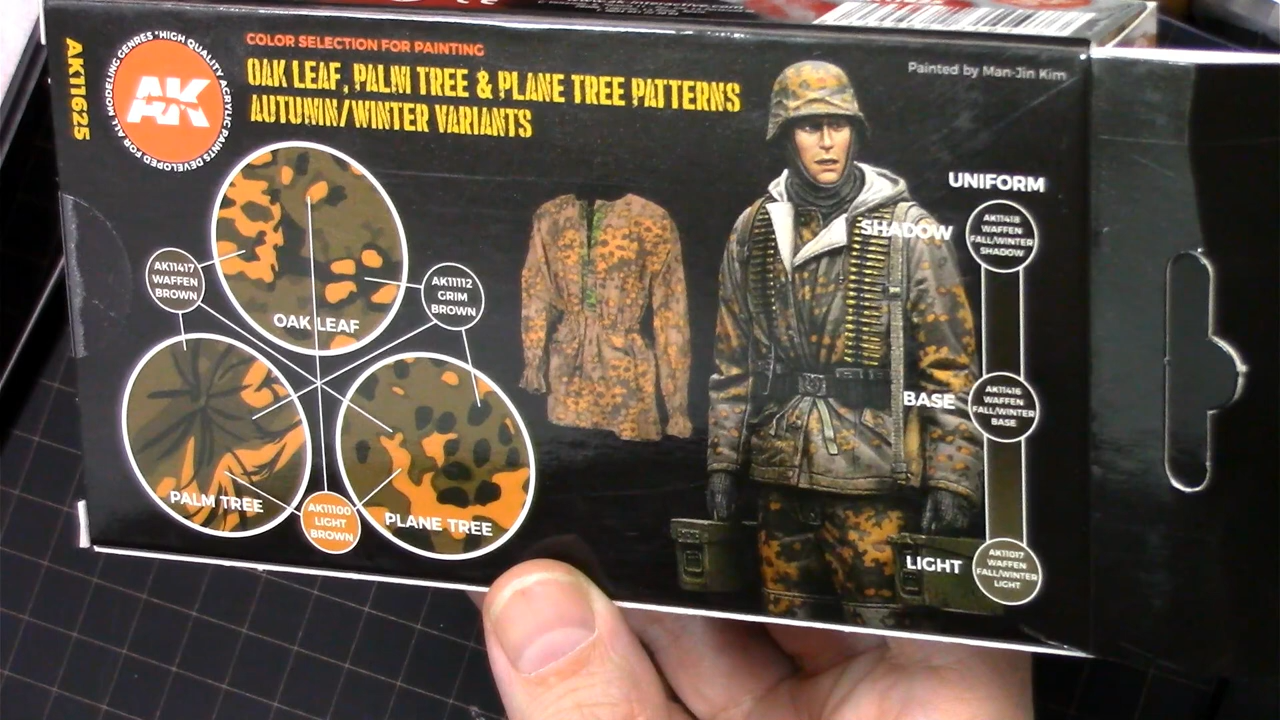 AK11625
MODELING GENRES * HIGH QUALITY ACRYLIC PAINTS DEVELOPED FOR ALL
AK
COLOR SELECTION FOR PAINTING
OAK LEAF, PALM TREE & PLANE TREE PATTERNS
AUTUMN/WINTER VARIANTS
Painted by Man-Jin Kim
AK11417
WAFFEN
BROWN
OAK LEAF
AK11112
GRIM
BROWN
PALM TREE
AK11100
LIGHT
BROWN
PLANE TREE
UNIFORM
SHADOW
AK11418
WAFFEN
FALL/WINTER
SHADOW
BASE
AK11416
WAFFEN
FALL/WINTER
BASE
LIGHT
AK11017
WAFFEN
FALL/WINTER
LIGHT